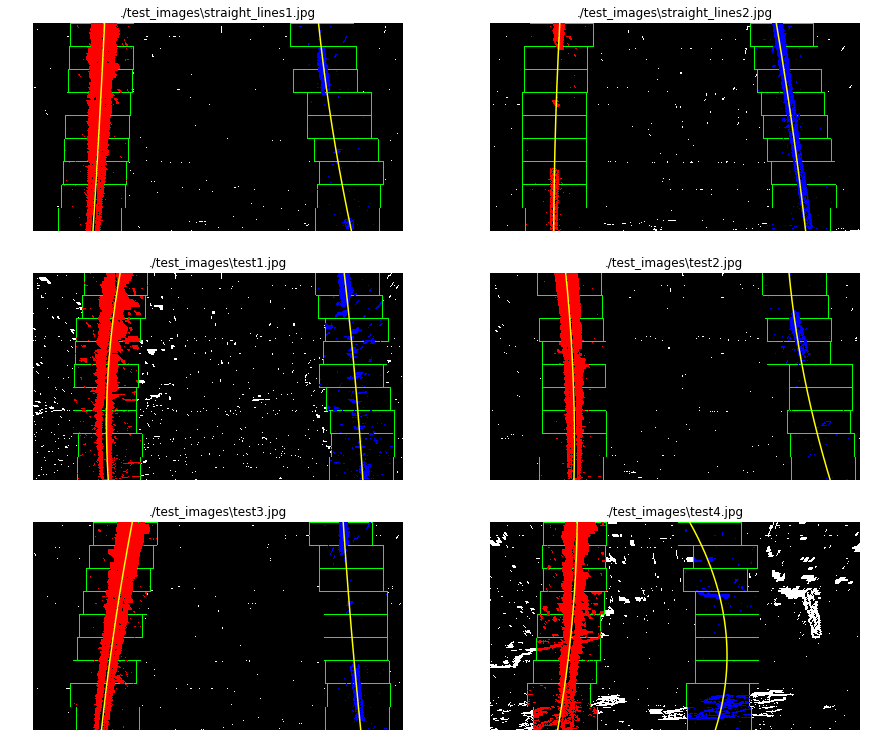 ./test_images\straight_lines1.jpg
./test_images\straight_lines2.jpg
./test_images\test1.jpg
./test_images\test2.jpg
./test_images\test3.jpg
./test_images\test4.jpg